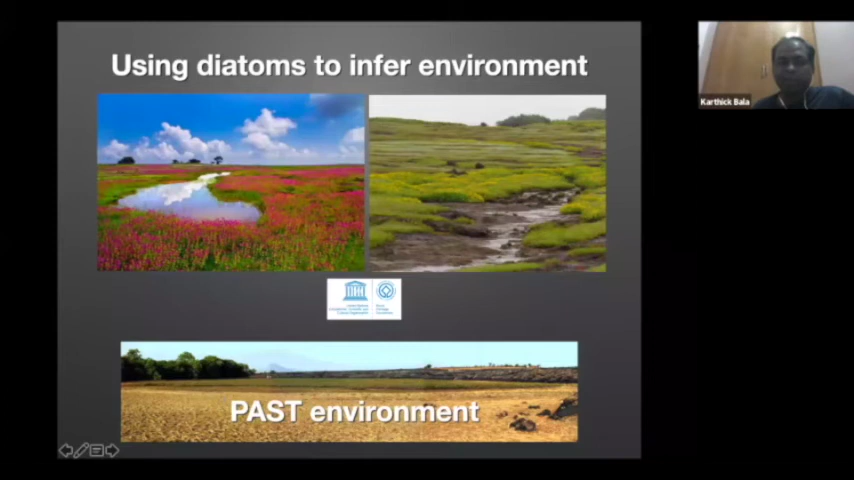 Using diatoms to infer environment
Karthick Bala
PAST environment